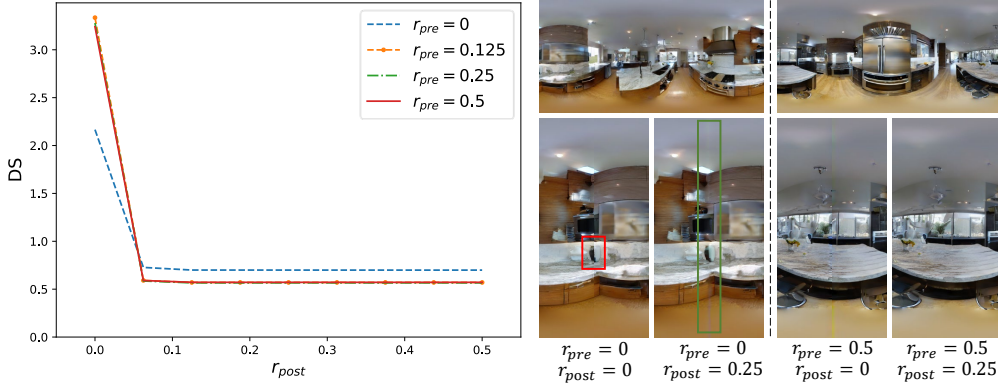 DS
3.0
2.5
2.0
1.5
1.0
0.5
0.0
0.0 0.1 0.2 0.3 0.4 0.5
r_post
r_pre = 0
r_pre = 0.125
r_pre = 0.25
r_pre = 0.5
r_pre = 0 r_pre = 0 r_pre = 0.5 r_pre = 0.5
r_post = 0 r_post = 0.25 r_post = 0 r_post = 0.25